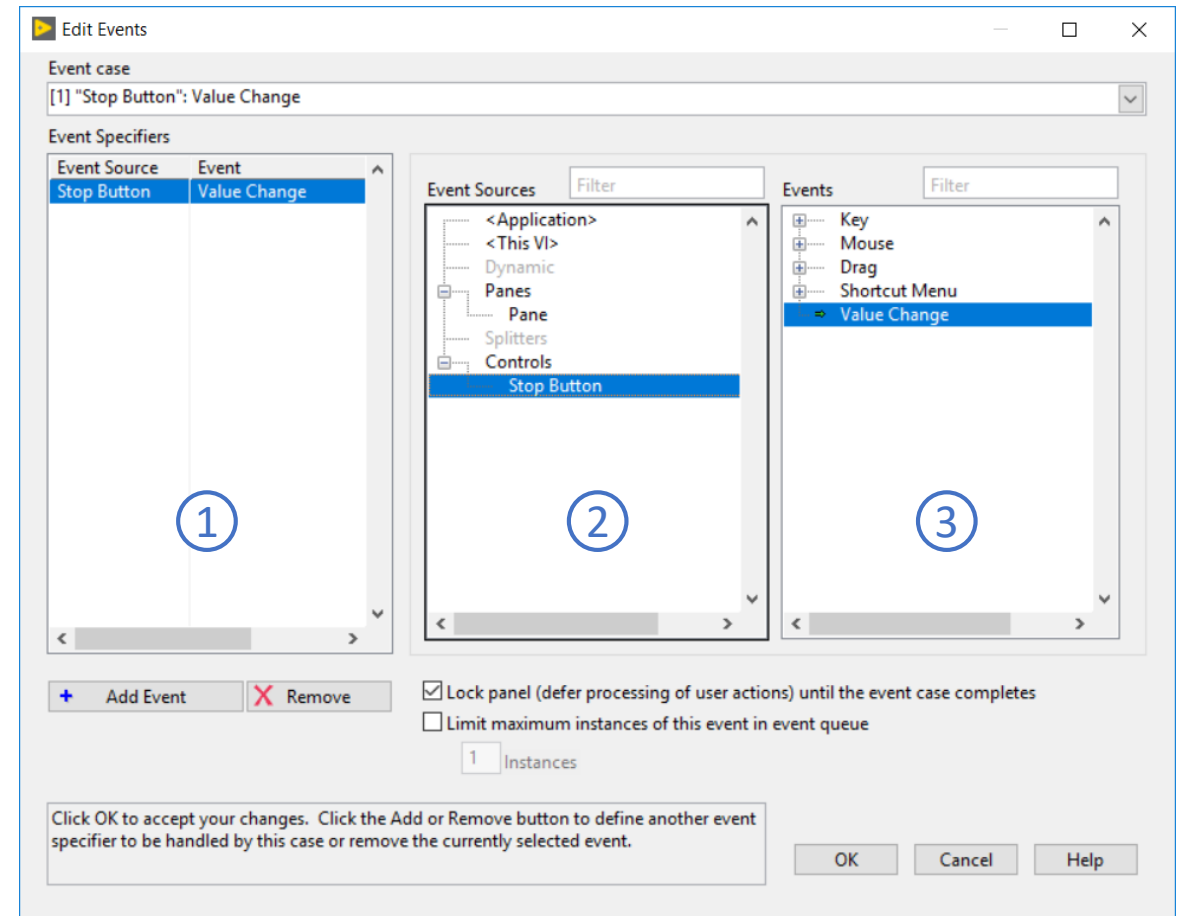 Edit Events
Event case
[1] "Stop Button": Value Change
Event Specifiers
Event Source Event
Stop Button Value Change
Event Sources Filter
<Application>
<This VI>
Dynamic
Panes
Pane
Splitters
Controls
Stop Button
Events Filter
Key
Mouse
Drag
Shortcut Menu
Value Change
1
2
3
+ Add Event
X Remove
Lock panel (defer processing of user actions) until the event case completes
Limit maximum instances of this event in event queue
1 Instances
Click OK to accept your changes. Click the Add or Remove button to define another event
specifier to be handled by this case or remove the currently selected event.
OK Cancel Help